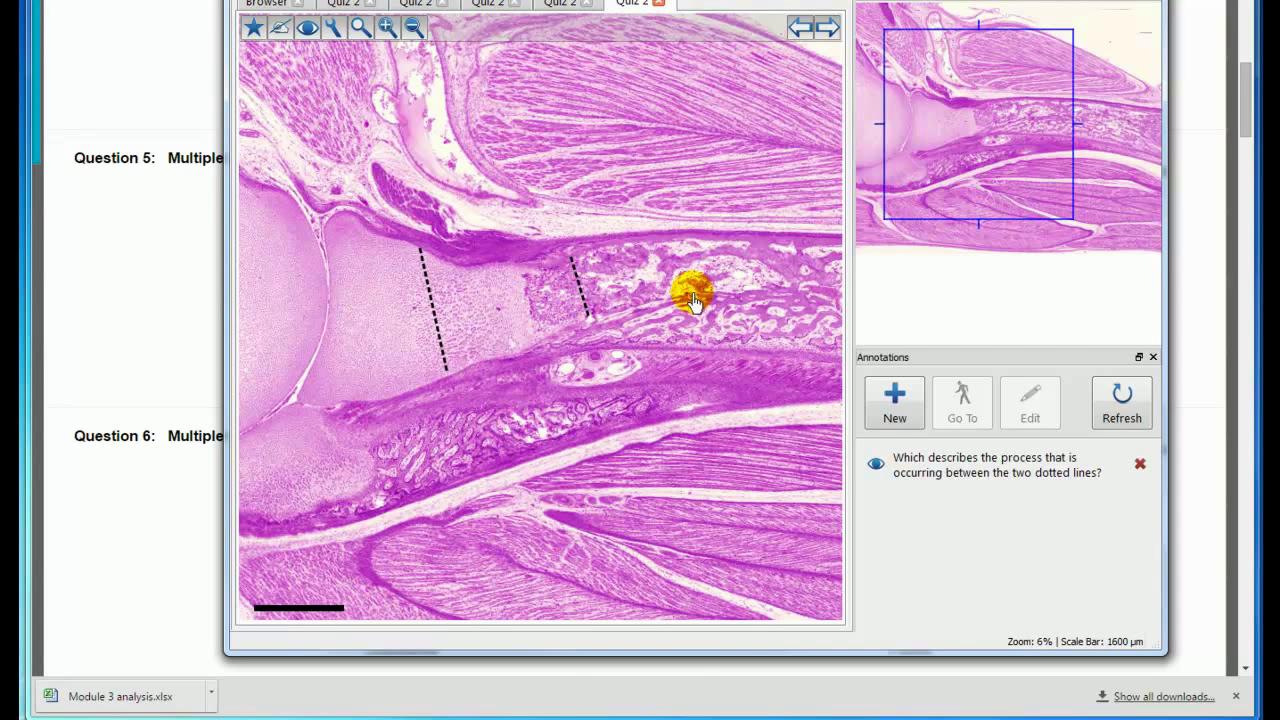 Browser Quiz 2 Quiz 2 Quiz 2 Quiz 2 Quiz 2
Question 5: Multiple
Question 6: Multiple
Annotations
New Go To Edit Refresh
Which describes the process that is
occurring between the two dotted lines?
Zoom: 6% | Scale Bar: 1600 µm
Module 3 analysis.xlsx
Show all downloads...